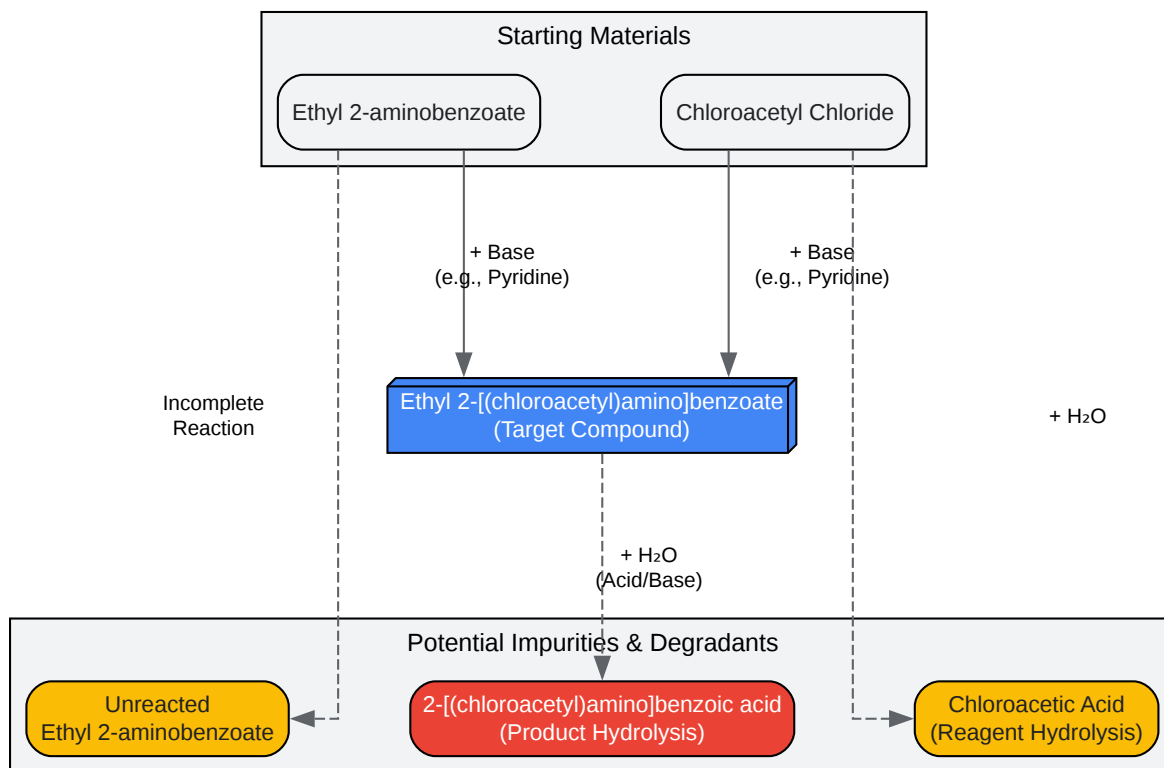 Starting Materials
Ethyl 2-aminobenzoate
Chloroacetyl Chloride
+ Base
(e.g., Pyridine)
+ Base
(e.g., Pyridine)
Ethyl 2-[(chloroacetyl)amino]benzoate
(Target Compound)
Incomplete
Reaction
+ H₂O
+ H₂O
(Acid/Base)
Potential Impurities & Degradants
Unreacted
Ethyl 2-aminobenzoate
2-[(chloroacetyl)amino]benzoic acid
(Product Hydrolysis)
Chloroacetic Acid
(Reagent Hydrolysis)